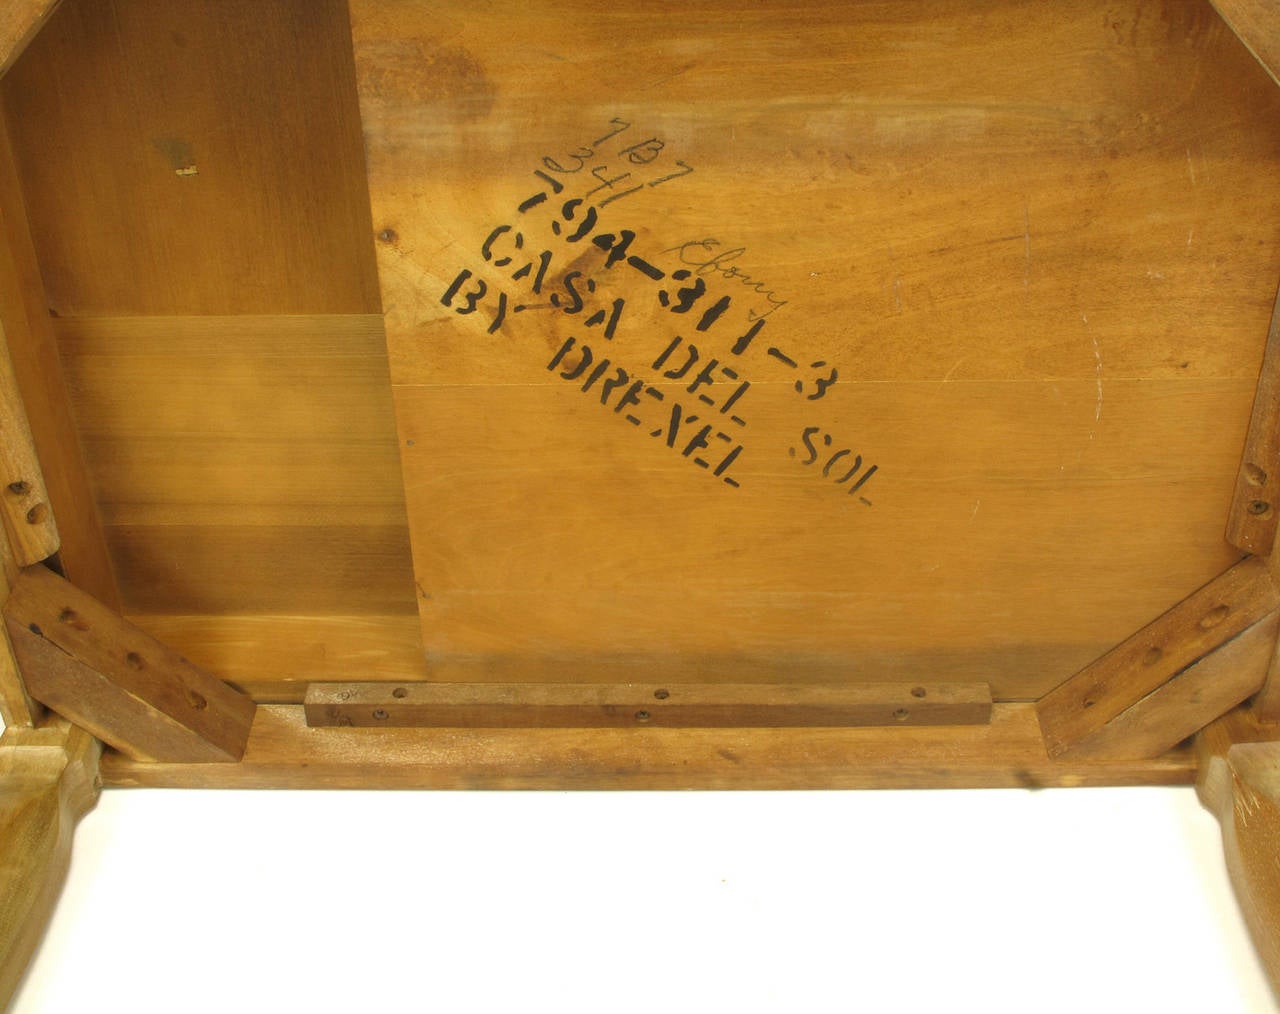 7B7
341
794-311-3
Ebony
CASA DEL SOL
BY DREXEL